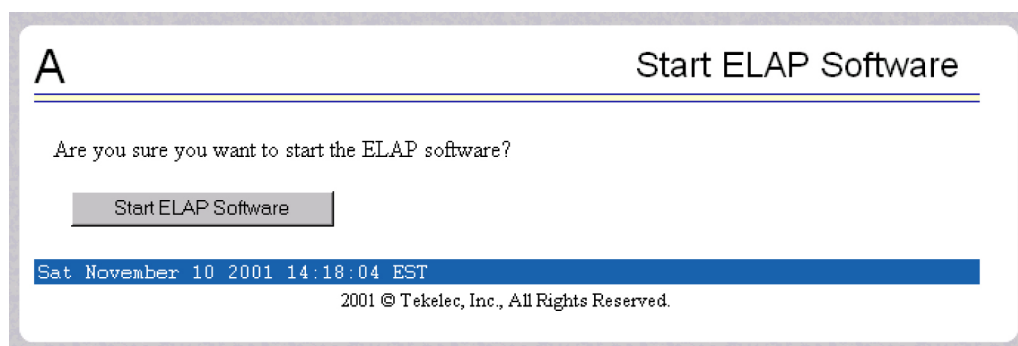 A
Start ELAP Software
Are you sure you want to start the ELAP software?
Start ELAP Software
Sat November 10 2001 14:18:04 EST
2001 © Tekelec, Inc., All Rights Reserved.